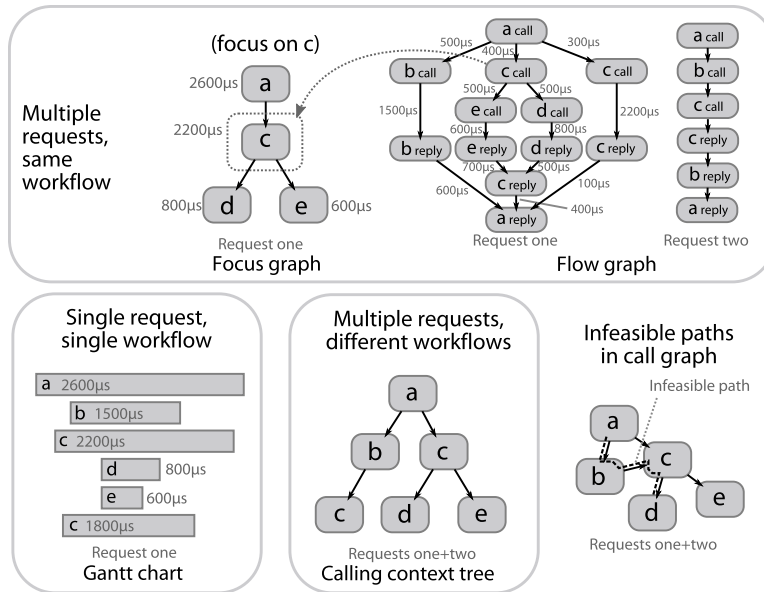 Multiple
requests,
same
workflow
(focus on c)
2600µs
a
2200µs
c
800µs
d
e
600µs
Request one
Focus graph
a call
500µs
400µs
300µs
b call
c call
c call
500µs
500µs
e call
d call
1500µs
2200µs
600µs
800µs
b reply
e reply
d reply
c reply
700µs
500µs
c reply
600µs
100µs
400µs
a reply
Request one
Flow graph
a call
b call
c call
c reply
b reply
a reply
Request two
Single request,
single workflow
a 2600µs
b 1500µs
c 2200µs
d 800µs
e 600µs
c 1800µs
Request one
Gantt chart
Multiple requests,
different workflows
a
b
c
c
d
e
Requests one+two
Calling context tree
Infeasible paths
in call graph
Infeasible path
a
b
c
d
e
Requests one+two